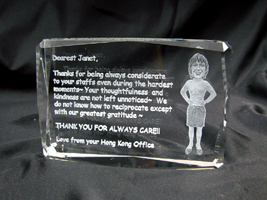 Dearest Janet,
Thanks for being always considerate
to your staffs even during the hardest
moments~ Your thoughtfulness and
kindness are not left unnoticed~ We
do not know how to reciprocate except
with our greatest gratitude ~
THANK YOU FOR ALWAYS CARE!!
Love from your Hong Kong Office